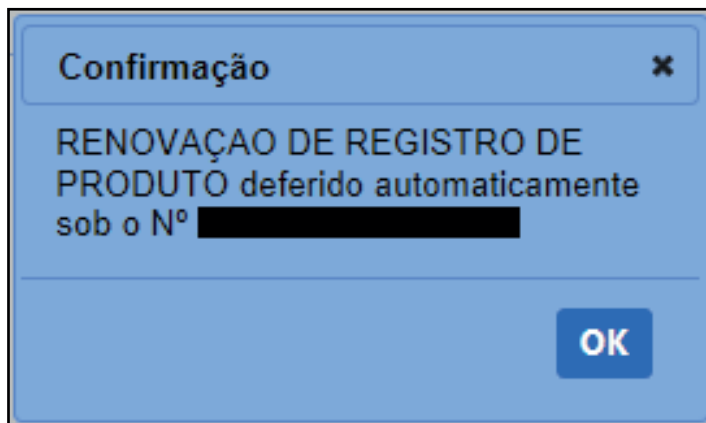 Confirmação
RENOVAÇAO DE REGISTRO DE
PRODUTO deferido automaticamente
sob o Nº
OK